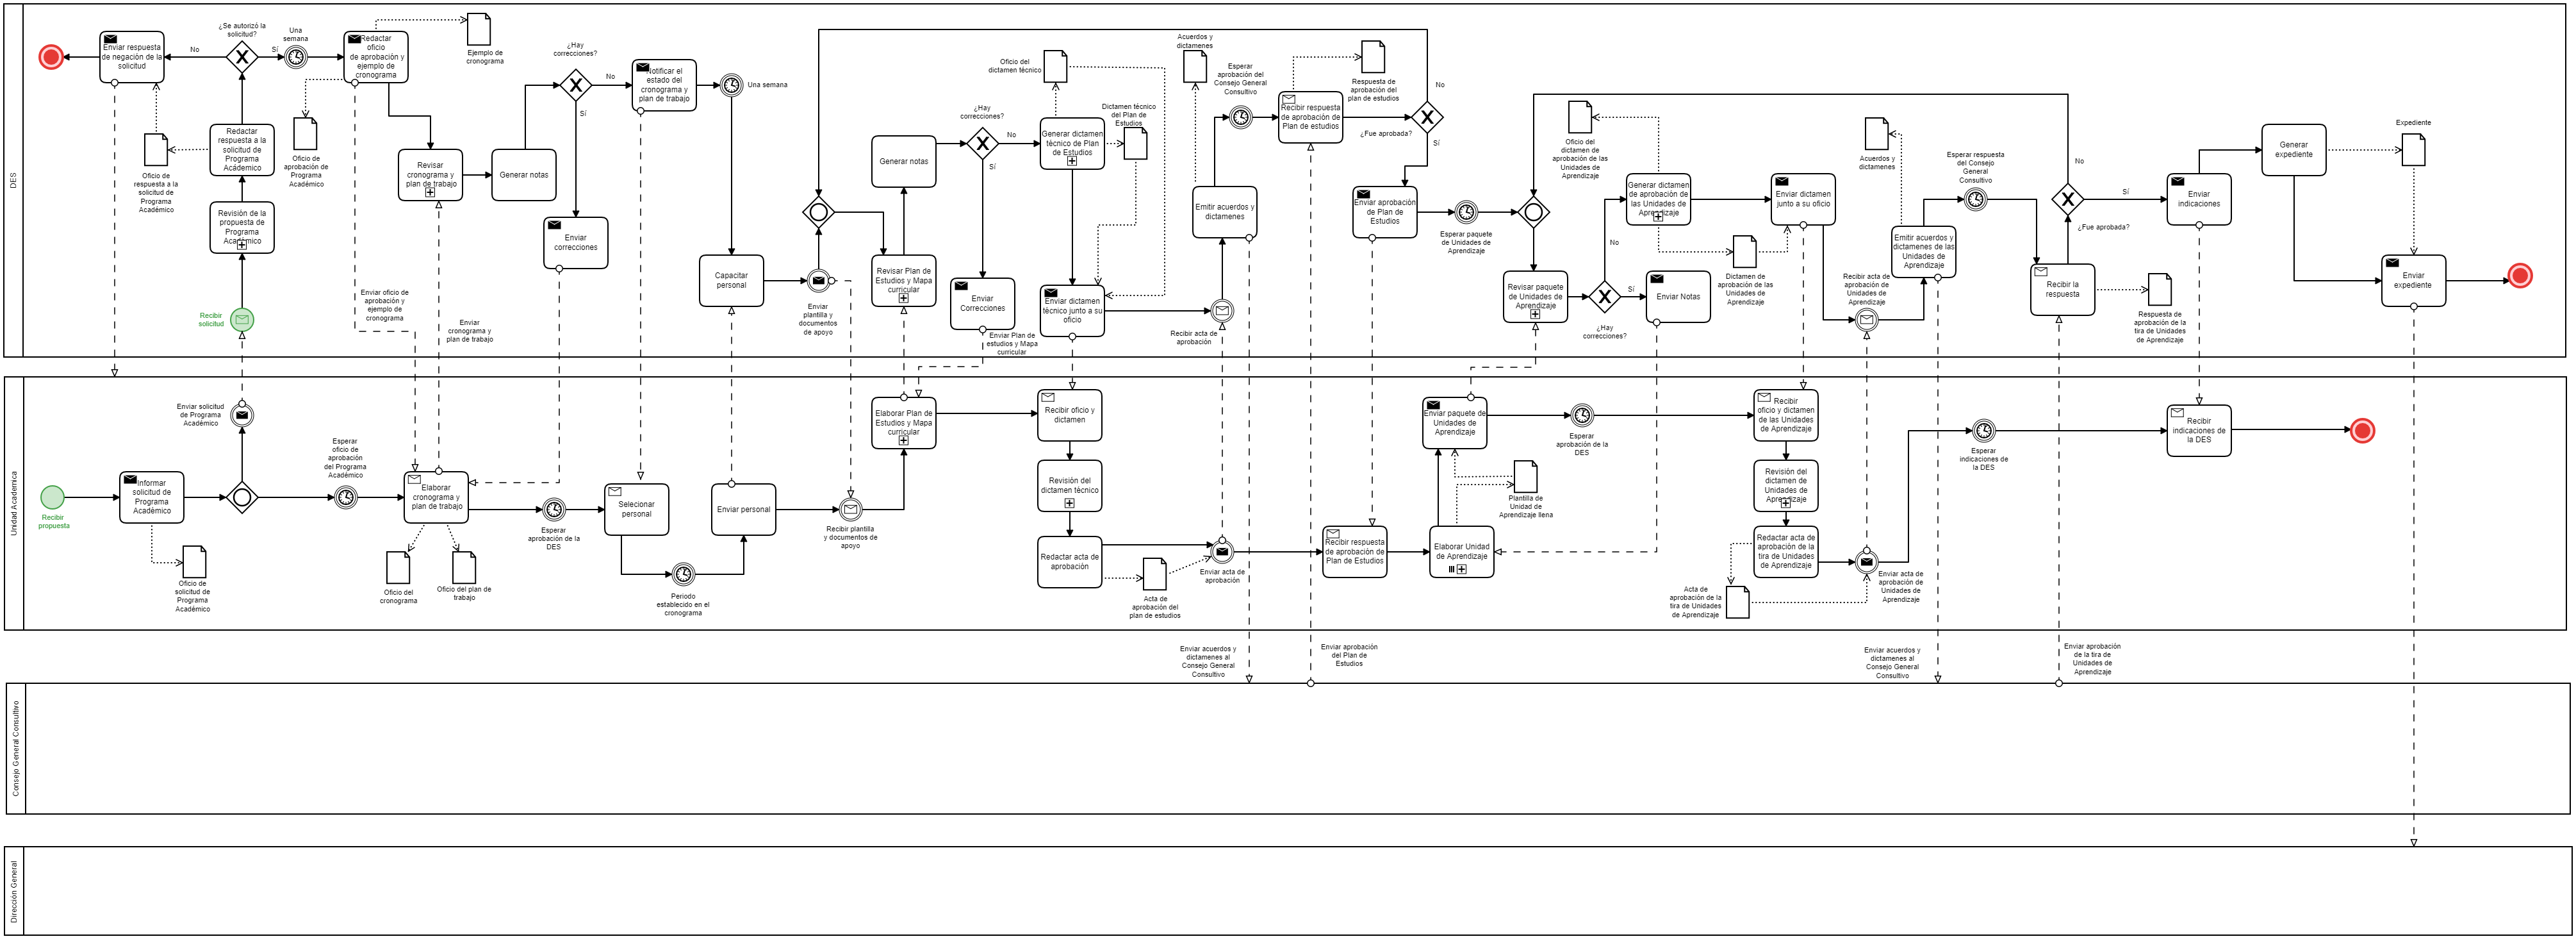 DES
Enviar respuesta
de negación de la
solicitud
No
¿Se autorizó la
solicitud?
Sí
Una
semana
Redactar
oficio
de aprobación y
ejemplo de
cronograma
Ejemplo de
cronograma
Oficio de
respuesta a la
solicitud de
Programa
Académico
Redactar
respuesta a la
solicitud de
Programa
Académico
Revisión de la
propuesta de
Programa
Académico
Recibir
solicitud
Oficio de
aprobación de
Programa
Académico
Enviar oficio de
aprobación y
ejemplo de
cronograma
Revisar
cronograma y
plan de trabajo
Enviar
cronograma y
plan de trabajo
Generar notas
¿Hay
correcciones?
No
Sí
Enviar
correcciones
Notificar el
estado del
cronograma y
plan de trabajo
Una semana
Capacitar
personal
Enviar
plantilla y
documentos
de apoyo
Generar notas
Revisar Plan de
Estudios y Mapa
curricular
¿Hay
correcciones?
No
Sí
Enviar
Correcciones
Enviar Plan de
estudios y Mapa
curricular
Oficio del
dictamen técnico
Generar dictamen
técnico de Plan
de Estudios
Dictamen técnico
del Plan de
Estudios
Enviar dictamen
técnico junto a su
oficio
Recibir acta de
aprobación
Acuerdos y
dictamenes
Emitir acuerdos y
dictamenes
Esperar
aprobación del
Consejo General
Consultivo
Recibir respuesta
de aprobación de
Plan de estudios
Respuesta de
aprobación del
plan de estudios
¿Fue aprobada?
No
Sí
Enviar aprobación
de Plan de
Estudios
Esperar paquete
de Unidades de
Aprendizaje
Revisar paquete
de Unidades de
Aprendizaje
¿Hay
correcciones?
No
Sí
Enviar Notas
Oficio del
dictamen de
aprobación de las
Unidades de
Aprendizaje
Generar dictamen
de aprobación de
las Unidades de
Aprendizaje
Dictamen de
aprobación de las
Unidades de
Aprendizaje
Enviar dictamen
junto a su oficio
Recibir acta de
aprobación de
Unidades de
Aprendizaje
Acuerdos y
dictamenes
Emitir acuerdos y
dictamenes de las
Unidades de
Aprendizaje
Esperar respuesta
del Consejo
General
Consultivo
Recibir la
respuesta
¿Fue aprobada?
No
Sí
Respuesta de
aprobación de la
tira de Unidades
de Aprendizaje
Enviar
indicaciones
Generar
expediente
Expediente
Enviar
expediente
Unidad Academica
Recibir
propuesta
Informar
solicitud de
Programa
Académico
Oficio de
solicitud de
Programa
Académico
Enviar solicitud
de Programa
Académico
Esperar
oficio de
aprobación
del Programa
Académico
Elaborar
cronograma y
plan de trabajo
Oficio del
cronograma
Oficio del plan de
trabajo
Esperar
aprobación de la
DES
Selecionar
personal
Periodo
establecido en el
cronograma
Enviar personal
Recibir plantilla
y documentos de
apoyo
Elaborar Plan de
Estudios y Mapa
curricular
Recibir oficio y
dictamen
Revisión del
dictamen técnico
Redactar acta de
aprobación
Acta de
aprobación del
plan de estudios
Enviar acta de
aprobación
Recibir respuesta
de aprobación de
Plan de Estudios
Elaborar Unidad
de Aprendizaje
Enviar paquete de
Unidades de
Aprendizaje
Plantilla de
Unidad de
Aprendizaje llena
Esperar
aprobación de la
DES
Recibir
oficio y dictamen
de las Unidades
de Aprendizaje
Revisión del
dictamen de
Unidades de
Aprendizaje
Redactar acta de
aprobación de la
tira de Unidades
de Aprendizaje
Acta de
aprobación de la
tira de Unidades
de Aprendizaje
Enviar acta de
aprobación de
Unidades de
Aprendizaje
Esperar
indicaciones de
la DES
Recibir
indicaciones de
la DES
Enviar acuerdos y
dictamenes al
Consejo General
Consultivo
Enviar aprobación
del Plan de
Estudios
Enviar acuerdos y
dictamenes al
Consejo General
Consultivo
Enviar aprobación
de la tira de
Unidades de
Aprendizaje
Consejo General Consultivo
Dirección General